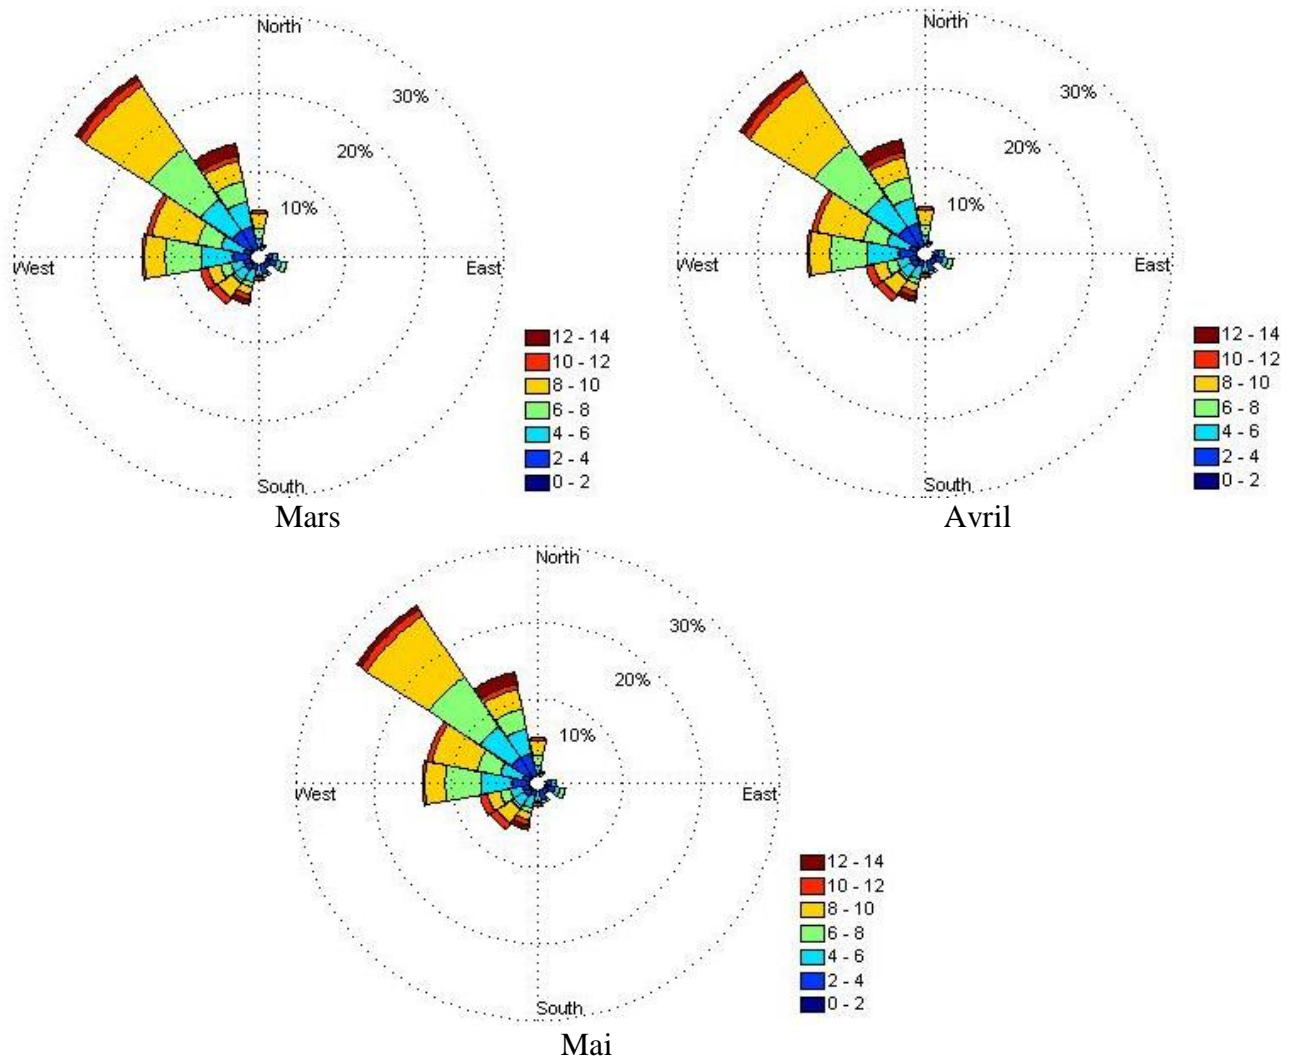 North
30%
20%
10%
West
East
South
12 - 14
10 - 12
8 - 10
6 - 8
4 - 6
2 - 4
0 - 2
Mars
North
30%
20%
10%
West
East
South
12 - 14
10 - 12
8 - 10
6 - 8
4 - 6
2 - 4
0 - 2
Avril
North
30%
20%
10%
West
East
South
12 - 14
10 - 12
8 - 10
6 - 8
4 - 6
2 - 4
0 - 2
Mai